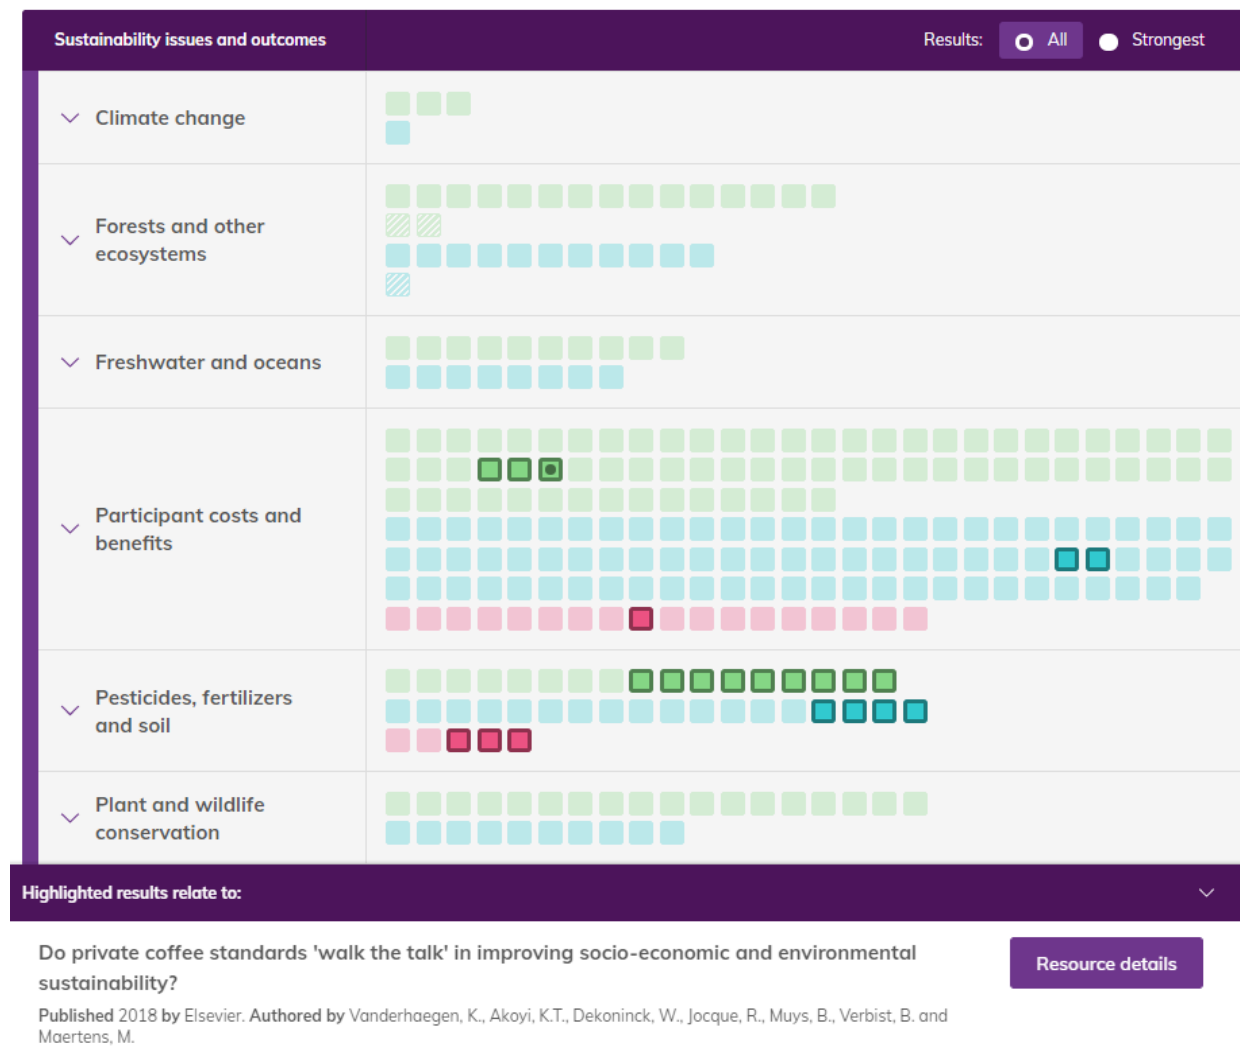 Sustainability issues and outcomes
Results:
All
Strongest
Climate change
Forests and other
ecosystems
Freshwater and oceans
Participant costs and
benefits
Pesticides, fertilizers
and soil
Plant and wildlife
conservation
Highlighted results relate to:
Do private coffee standards 'walk the talk' in improving socio-economic and environmental
sustainability?
Resource details
Published 2018 by Elsevier. Authored by Vanderhaegen, K., Akoyi, K.T., Dekoninck, W., Jocque, R., Muys, B., Verbist, B. and
Maertens, M.